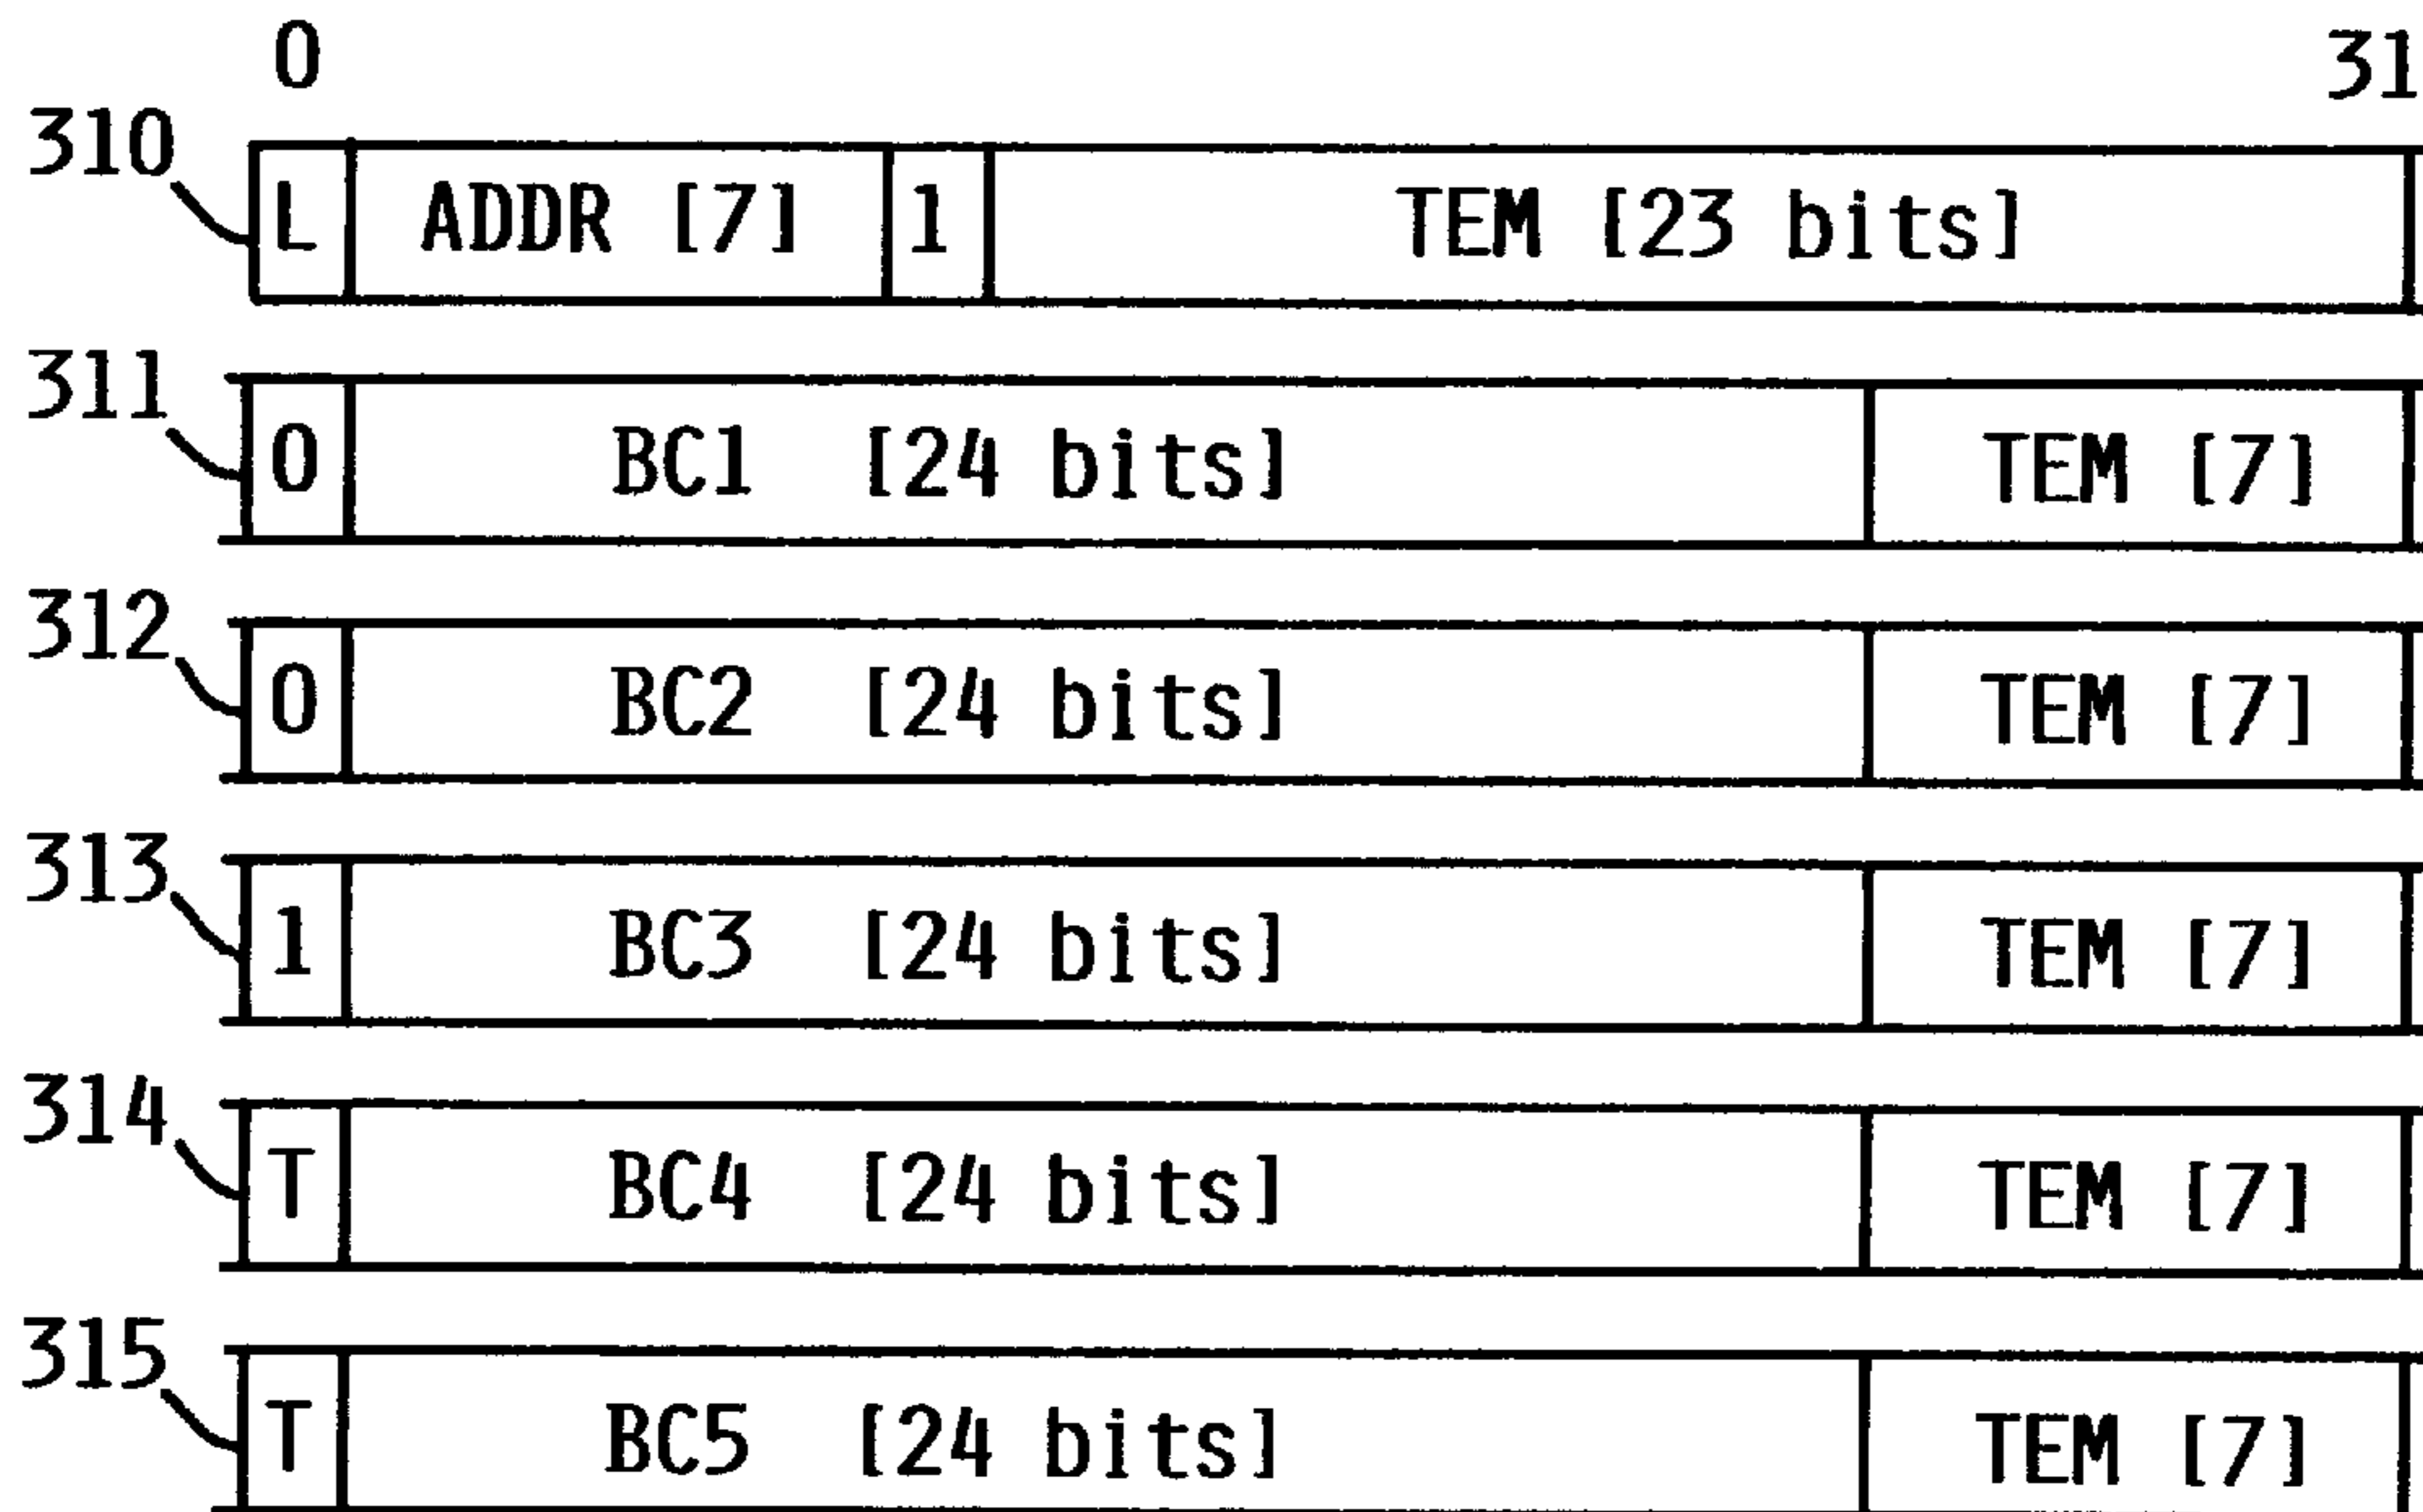 0 31
310
L ADDR [7] 1 TEM [23 bits]
311
0 BC1 [24 bits] TEM [7]
312
0 BC2 [24 bits] TEM [7]
313
1 BC3 [24 bits] TEM [7]
314
T BC4 [24 bits] TEM [7]
315
T BC5 [24 bits] TEM [7]